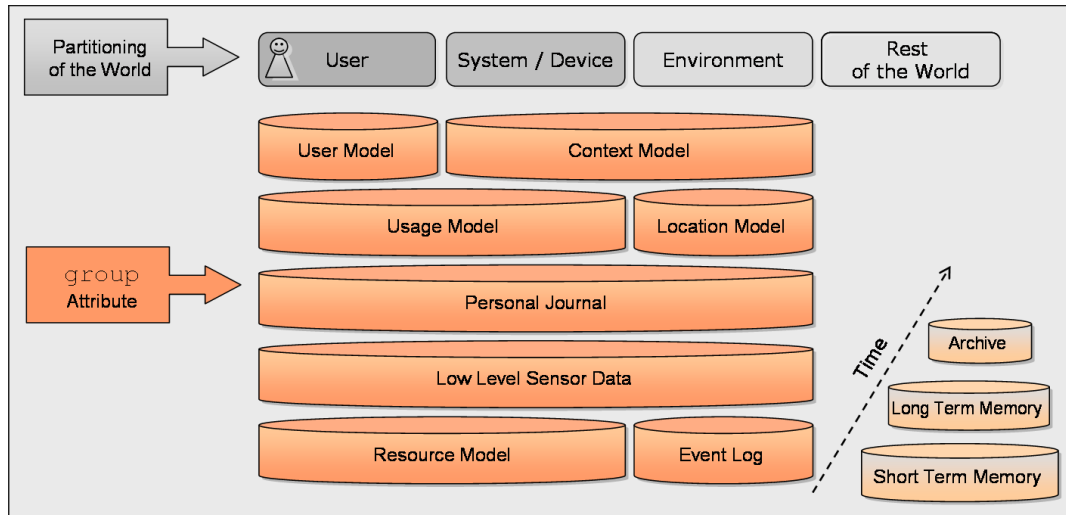 Partitioning
of the World
User
System / Device
Environment
Rest
of the World
User Model
Context Model
Usage Model
Location Model
group
Attribute
Personal Journal
Low Level Sensor Data
Resource Model
Event Log
Time
Archive
Long Term Memory
Short Term Memory